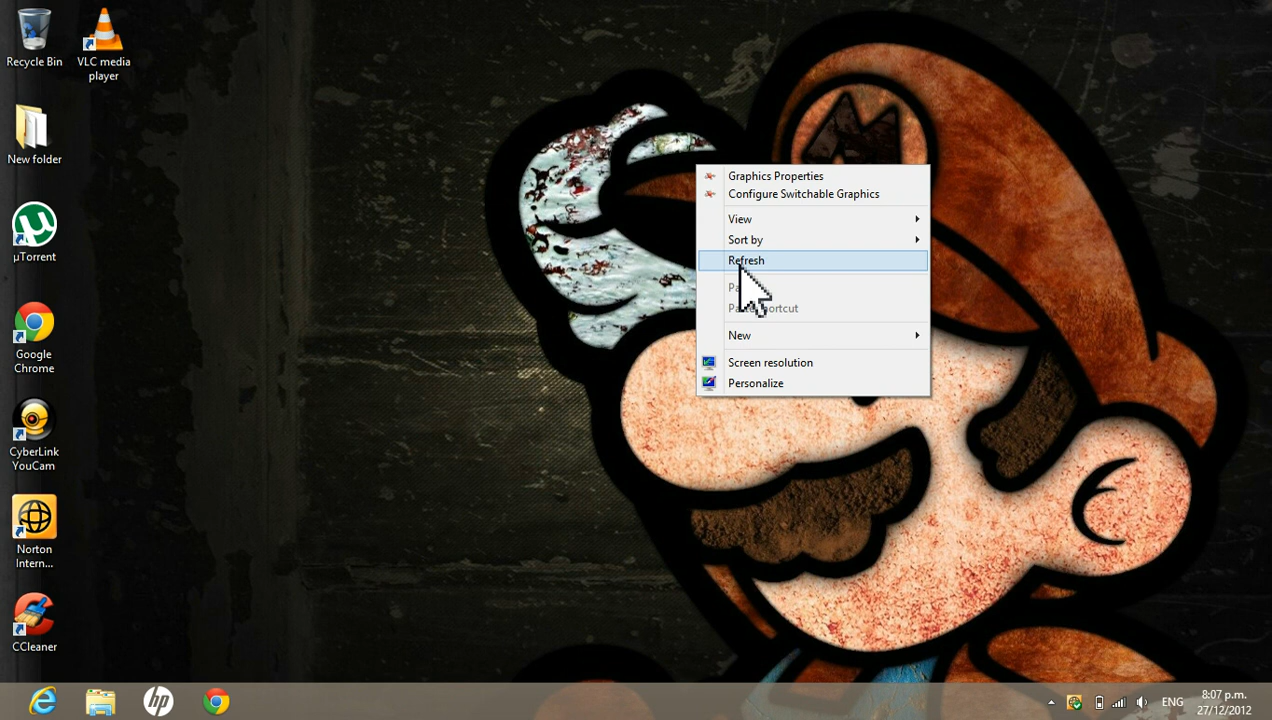 Recycle Bin
VLC media
player
New folder
µTorrent
Google
Chrome
CyberLink
YouCam
Norton
Intern...
CCleaner
Graphics Properties
Configure Switchable Graphics
View
Sort by
Refresh
New
Screen resolution
Personalize
hp
ENG
8:07 p.m.
27/12/2012